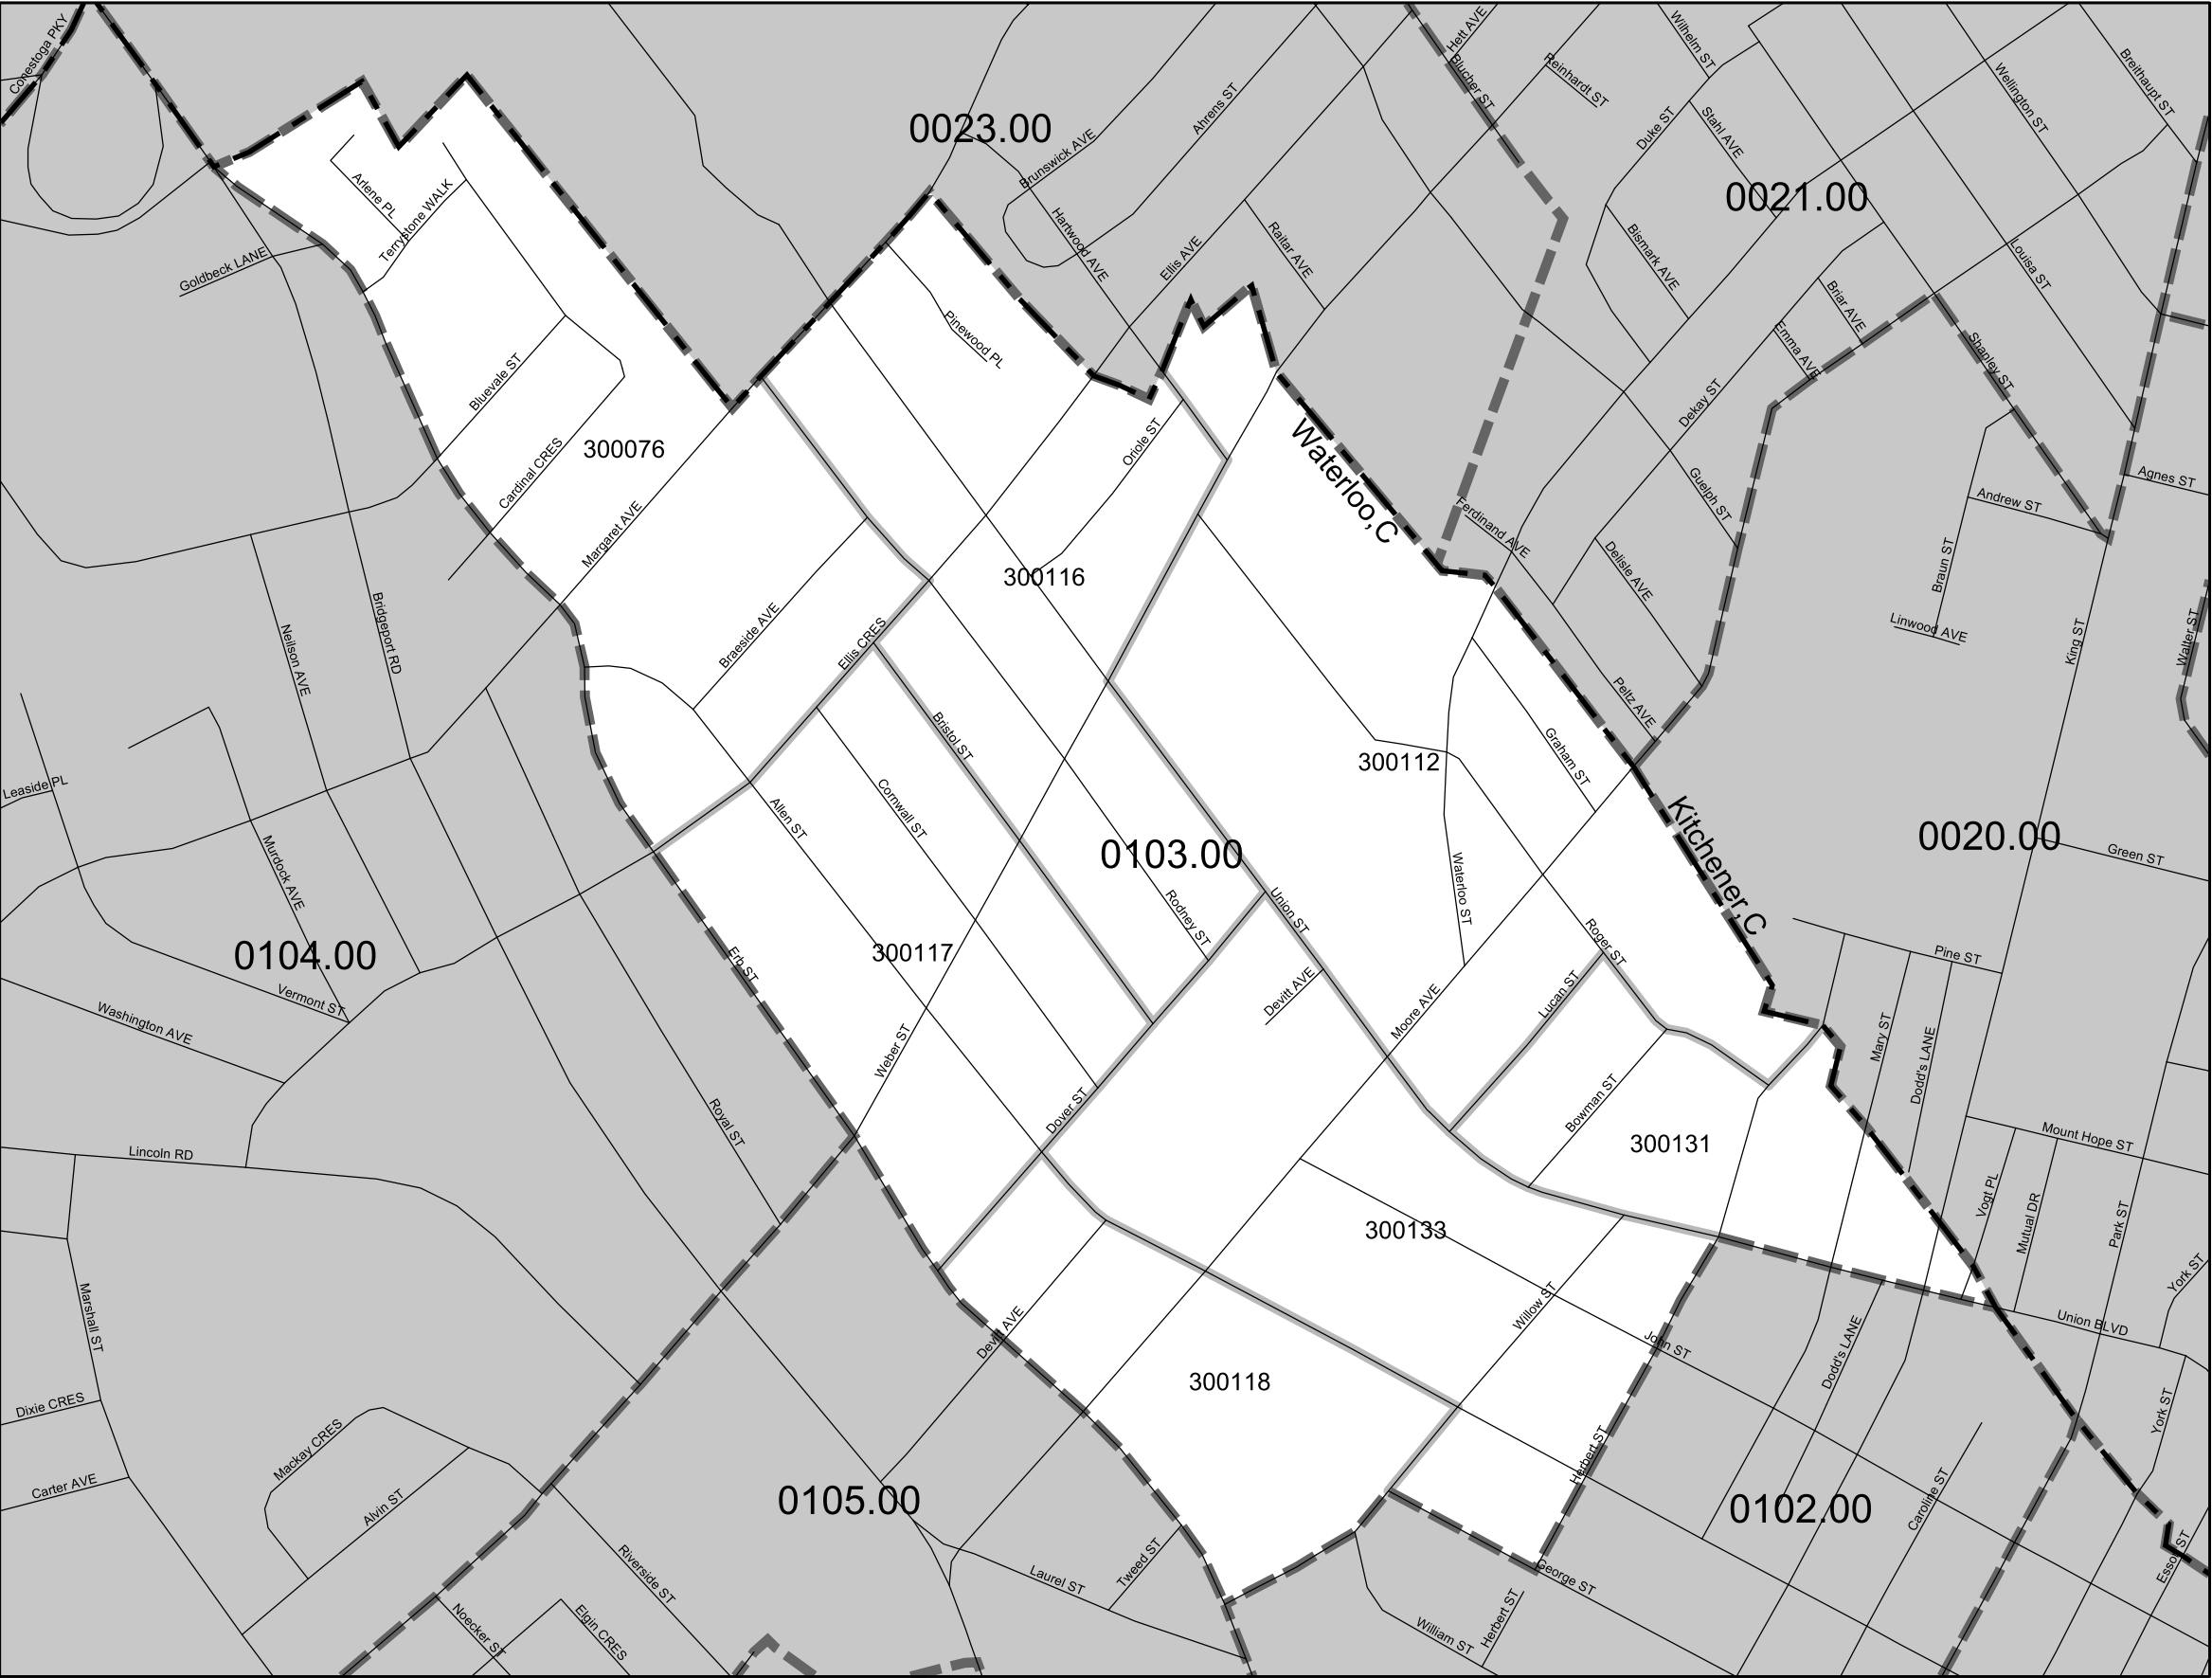 Conestoga PKY
Hett AVE
Wilhelm ST
Blucher ST
Reinhardt ST
Wellington ST
Breithaupt ST
0023.00
Ahrens ST
Duke ST
Stahl AVE
Brunswick AVE
Arlene PL
Terrystone WALK
0021.00
Hartwood AVE
Ellis AVE
Raitar AVE
Bismark AVE
Louisa ST
Goldbeck LANE
Pinewood PL
Briar AVE
Emma AVE
Shanley ST
Bluevale ST
Dekay ST
300076
Cardinal CRES
Oriole ST
Waterloo,C
Guelph ST
Agnes ST
Andrew ST
Margaret AVE
Ferdinand AVE
300116
Delisle AVE
Braun ST
Bridgeport RD
Neilson AVE
Braeside AVE
Ellis CRES
Linwood AVE
King ST
Walter ST
Bristol ST
Peltz AVE
Graham ST
300112
Leaside PL
Allen ST
Cornwall ST
Murdock AVE
0103.00
Kitchener,C
0020.00
Green ST
Waterloo ST
Rodney ST
Union ST
Roger ST
0104.00
300117
Erb ST
Pine ST
Vermont ST
Washington AVE
Devitt AVE
Lucan ST
Moore AVE
Weber ST
Mary ST
Dodd's LANE
Royal ST
Dover ST
Bowman ST
300131
Mount Hope ST
Lincoln RD
Vogt PL
Mutual DR
Park ST
300133
York ST
Marshall ST
Devitt AVE
Willow ST
John ST
Union BLVD
Dodd's LANE
300118
Dixie CRES
York ST
Mackay CRES
Herbert ST
Carter AVE
Alvin ST
0105.00
0102.00
Caroline ST
Riverside ST
Laurel ST
Tweed ST
George ST
Noecker ST
Elgin CRES
William ST
Herbert ST